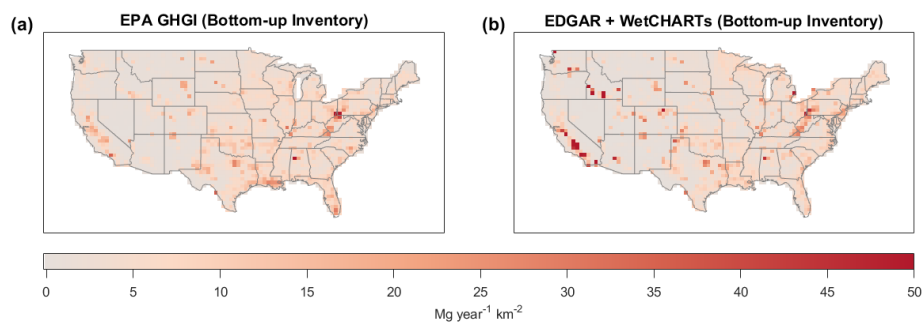 (a) EPA GHGI (Bottom-up Inventory)
(b) EDGAR + WetCHARTs (Bottom-up Inventory)
0 5 10 15 20 25 30 35 40 45 50
Mg year⁻¹ km⁻²